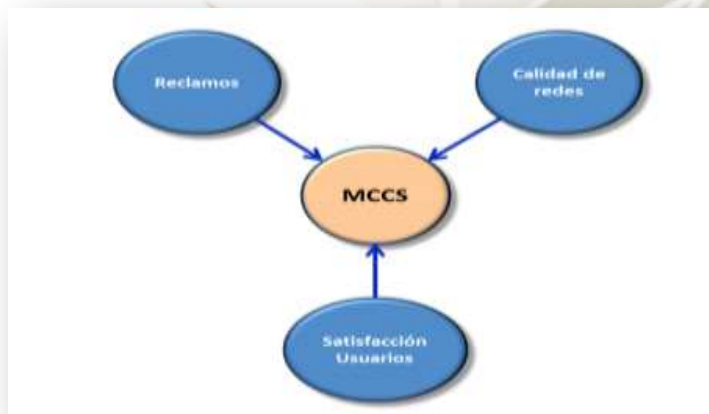 Reclamos
Calidad de
redes
MCCS
Satisfacción
Usuarios